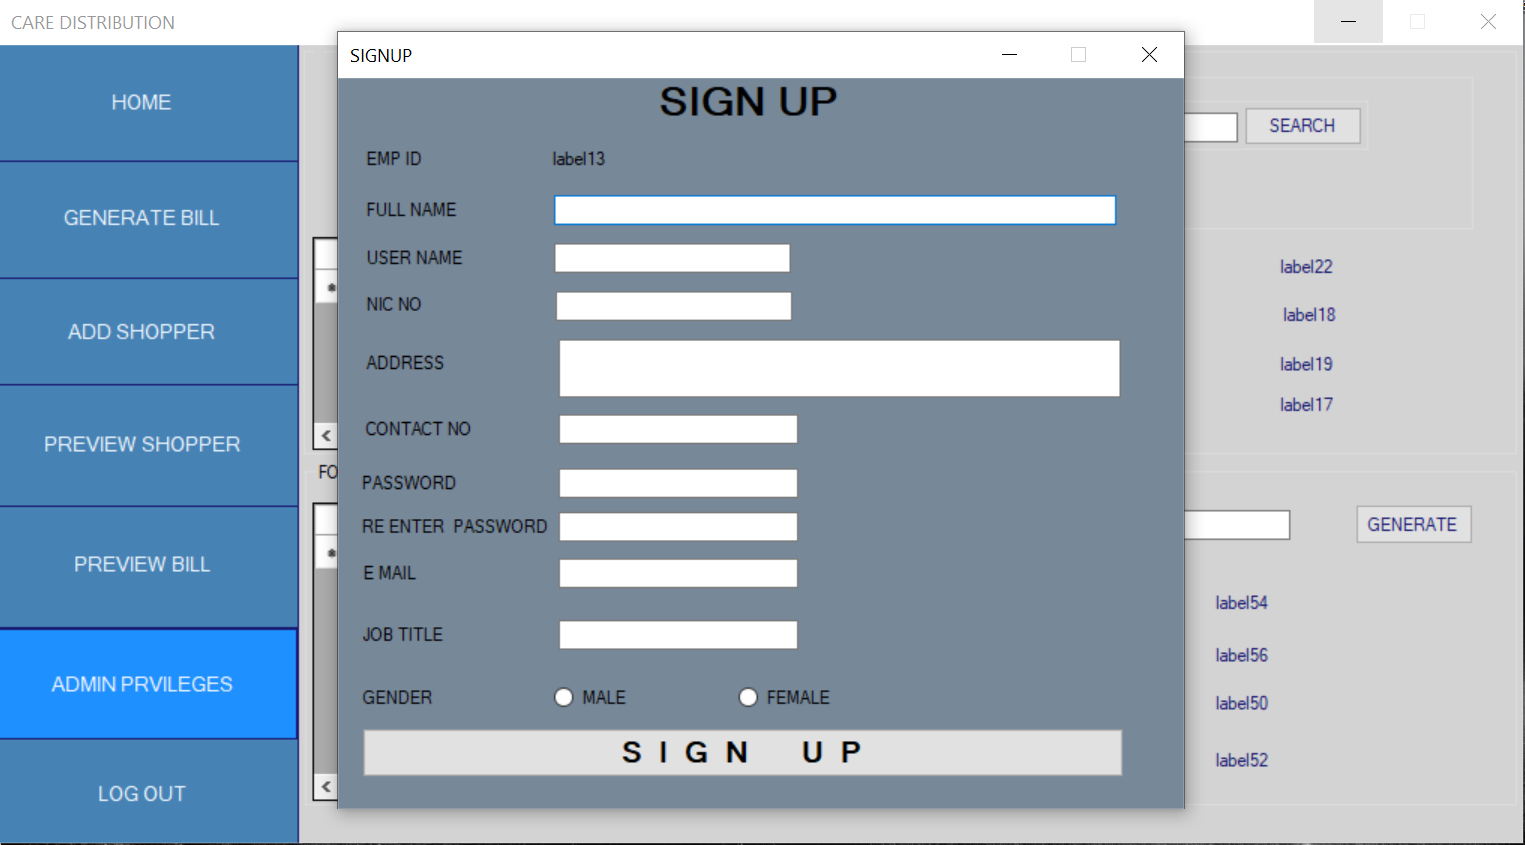 CARE DISTRIBUTION
HOME
GENERATE BILL
ADD SHOPPER
PREVIEW SHOPPER
PREVIEW BILL
ADMIN PRVILEGES
LOG OUT
SIGNUP
SIGN UP
EMP ID label13
FULL NAME
USER NAME
NIC NO
ADDRESS
CONTACT NO
PASSWORD
RE ENTER PASSWORD
E MAIL
JOB TITLE
GENDER MALE FEMALE
SIGN UP
SEARCH
label22
label18
label19
label17
FO
GENERATE
label54
label56
label50
label52